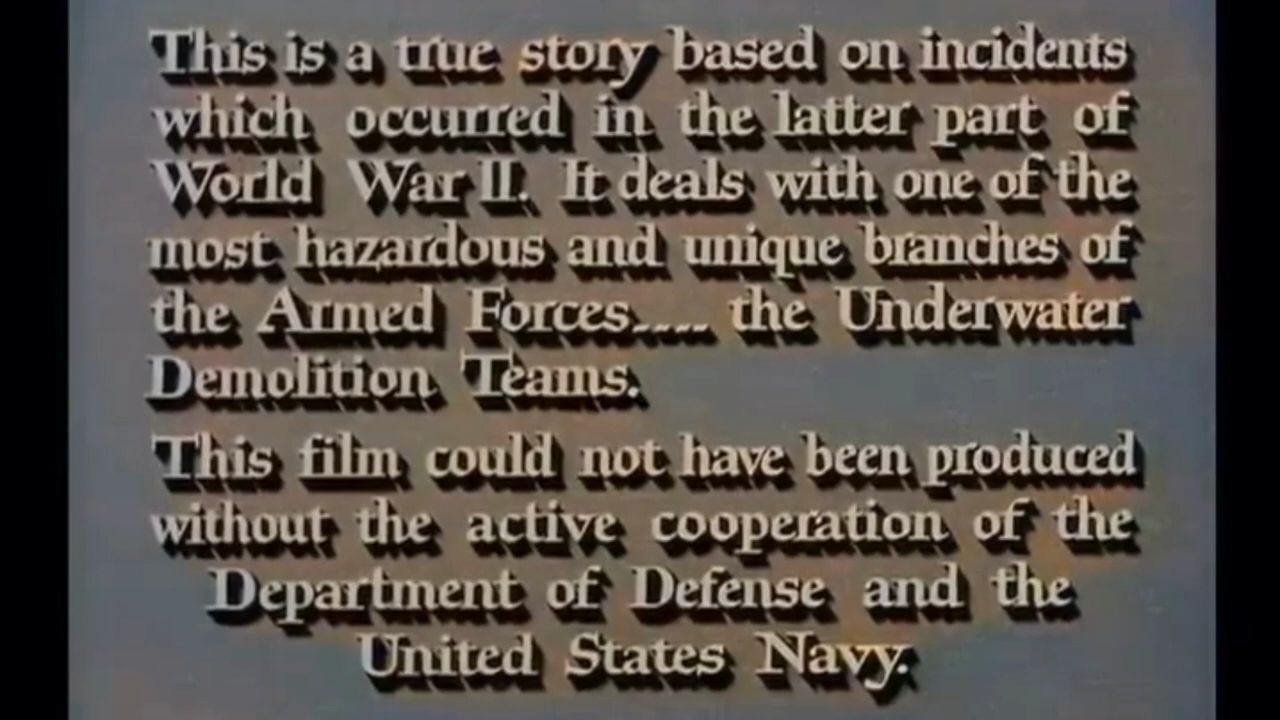 This is a true story based on incidents
which occurred in the latter part of
World War II. It deals with one of the
most hazardous and unique branches of
the Armed Forces.... the Underwater
Demolition Teams.
This film could not have been produced
without the active cooperation of the
Department of Defense and the
United States Navy.